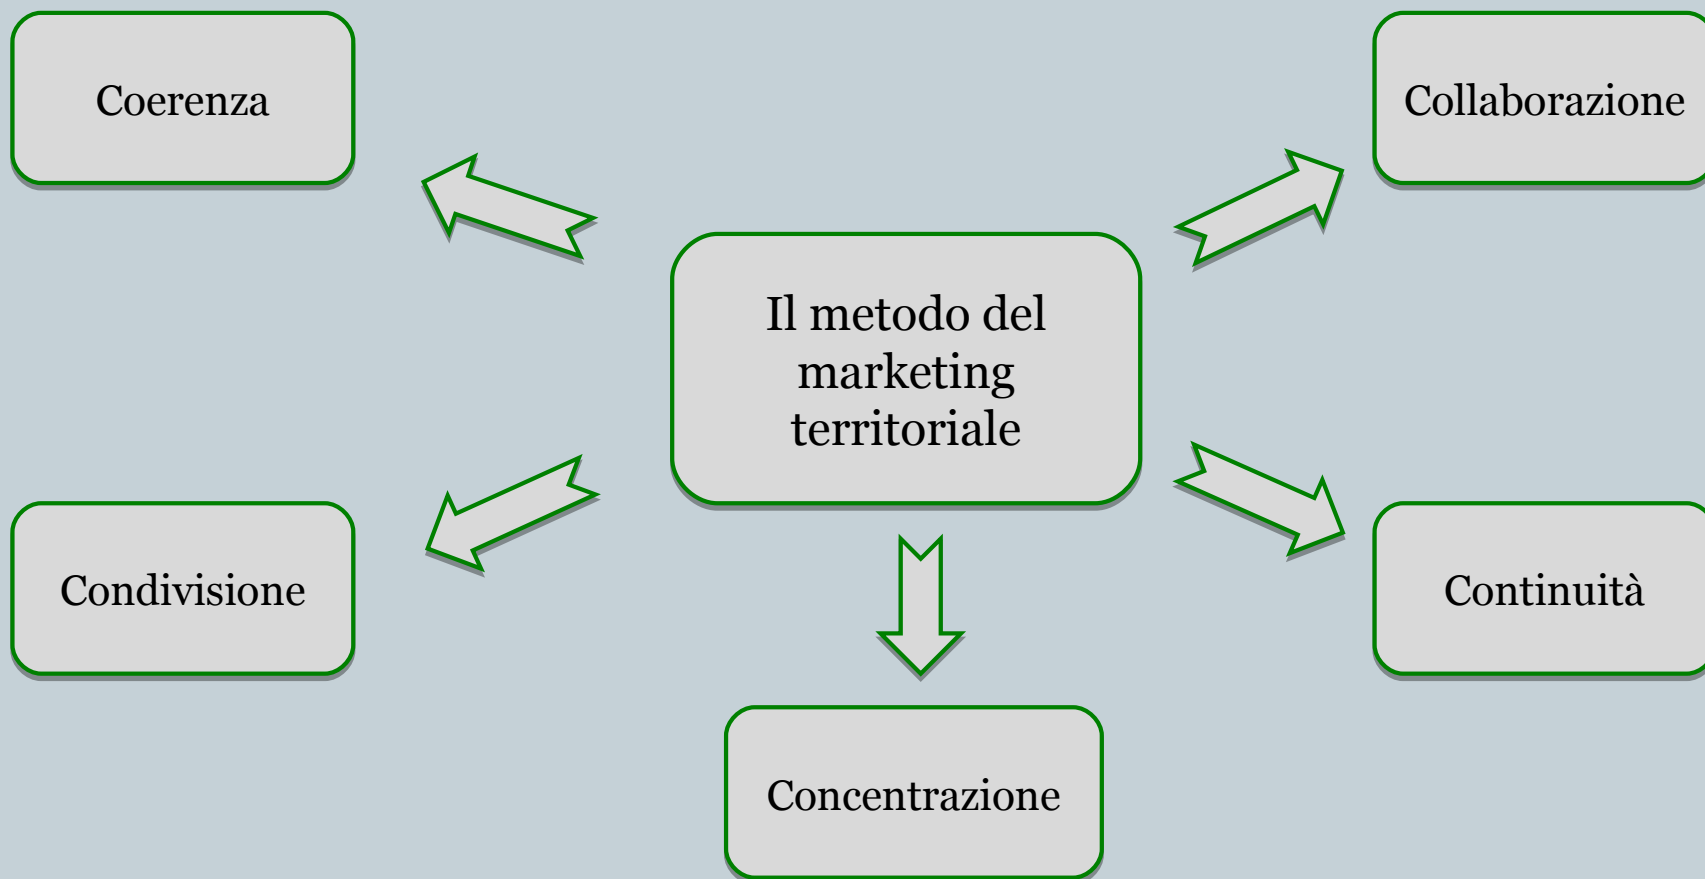 Coerenza
Collaborazione
Il metodo del
marketing
territoriale
Condivisione
Continuità
Concentrazione